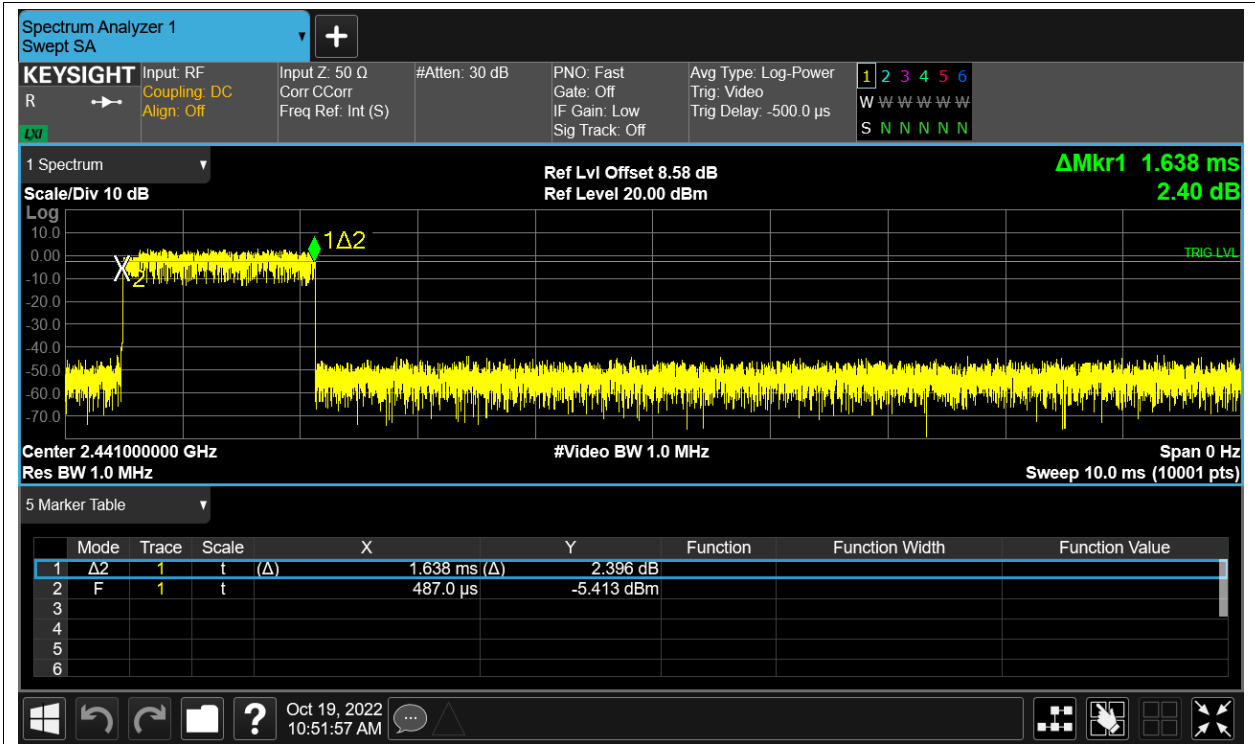 Spectrum Analyzer 1
Swept SA
KEYSIGHT Input: RF Input Z: 50 Ω #Atten: 30 dB PNO: Fast Avg Type: Log-Power 1 2 3 4 5 6
R Coupling: DC Corr CCorr Gate: Off Trig: Video W W W W W W
Align: Off Freq Ref: Int (S) IF Gain: Low Trig Delay: -500.0 µs
LXI Sig Track: Off S N N N N N
1 Spectrum Ref Lvl Offset 8.58 dB ΔMkr1 1.638 ms
Scale/Div 10 dB Ref Level 20.00 dBm 2.40 dB
Log
10.0 1Δ2
0.00 TRIG LVL
-10.0 X2
-20.0
-30.0
-40.0
-50.0
-60.0
-70.0
Center 2.441000000 GHz #Video BW 1.0 MHz Span 0 Hz
Res BW 1.0 MHz Sweep 10.0 ms (10001 pts)
5 Marker Table
Mode Trace Scale X Y Function Function Width Function Value
1 Δ2 1 t (Δ) 1.638 ms (Δ) 2.396 dB
2 F 1 t 487.0 µs -5.413 dBm
3
4
5
6
? Oct 19, 2022
10:51:57 AM